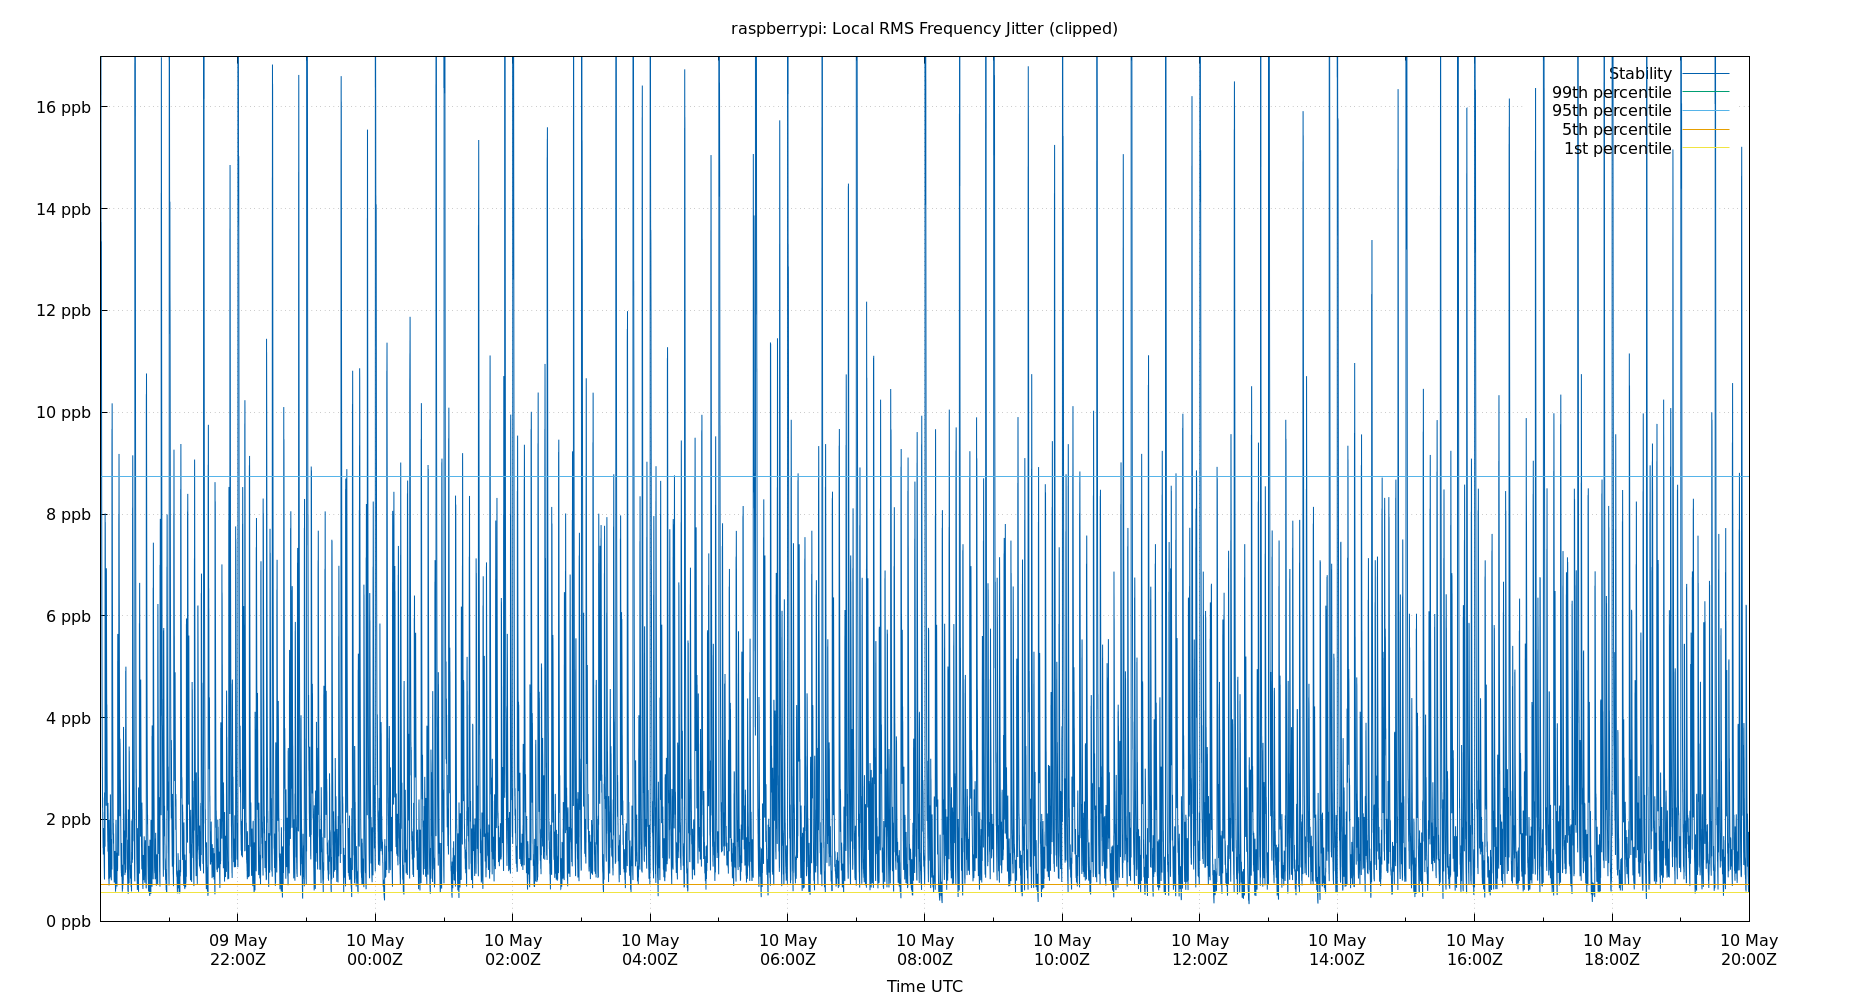 raspberrypi: Local RMS Frequency Jitter (clipped)
Stability
99th percentile
95th percentile
5th percentile
1st percentile
16 ppb
14 ppb
12 ppb
10 ppb
8 ppb
6 ppb
4 ppb
2 ppb
0 ppb
09 May 10 May 10 May 10 May 10 May 10 May 10 May 10 May 10 May 10 May 10 May 10 May
22:00Z 00:00Z 02:00Z 04:00Z 06:00Z 08:00Z 10:00Z 12:00Z 14:00Z 16:00Z 18:00Z 20:00Z
Time UTC